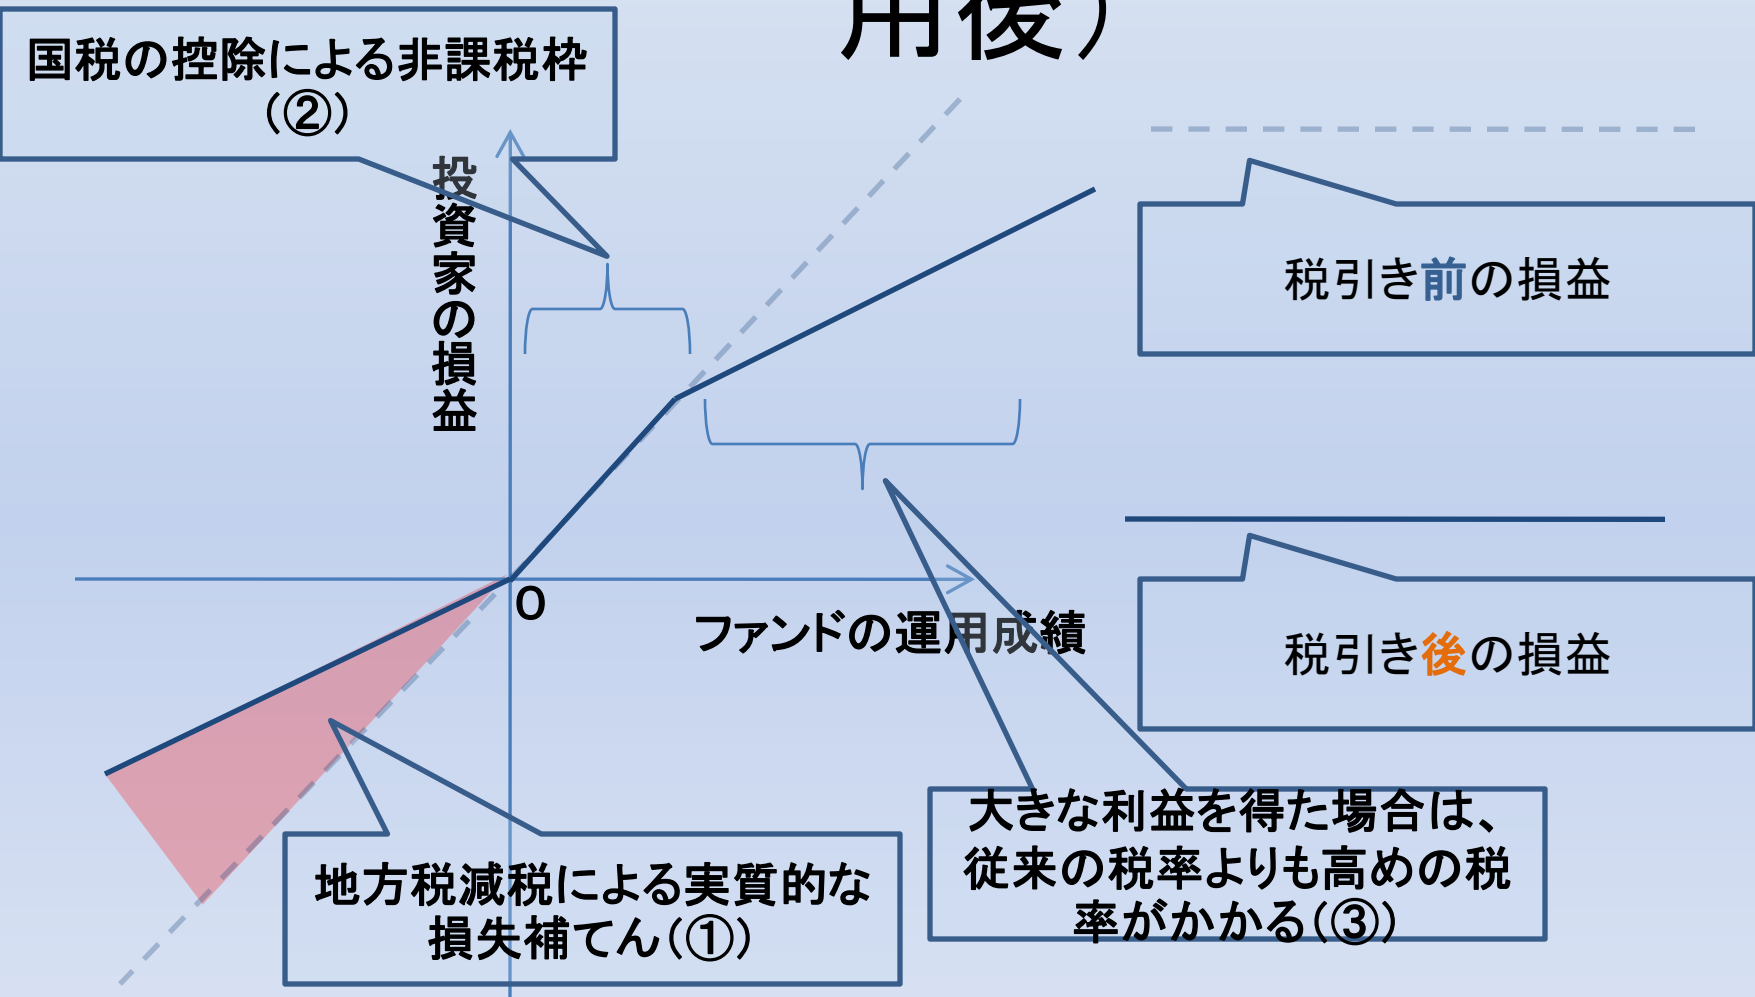 用後）
国税の控除による非課税枠
（②）
投資家の損益
税引き前の損益
O
ファンドの運用成績
税引き後の損益
地方税減税による実質的な
損失補てん（①）
大きな利益を得た場合は、
従来の税率よりも高めの税
率がかかる（③）